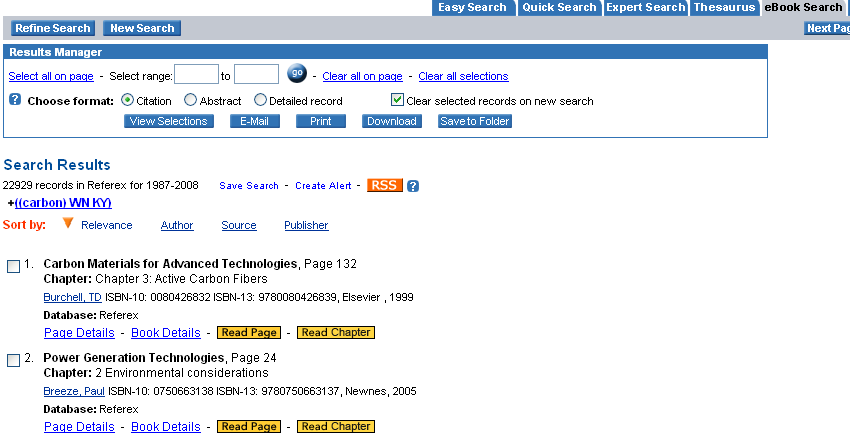 Easy Search Quick Search Expert Search Thesaurus eBook Search
Refine Search New Search Next Pag
Results Manager
Select all on page - Select range: to go - Clear all on page - Clear all selections
? Choose format: Citation Abstract Detailed record Clear selected records on new search
View Selections E-Mail Print Download Save to Folder
Search Results
22929 records in Referex for 1987-2008 Save Search - Create Alert - RSS ?
+((carbon) WN KY)
Sort by: Relevance Author Source Publisher
1. Carbon Materials for Advanced Technologies, Page 132
Chapter: Chapter 3: Active Carbon Fibers
Burchell, TD ISBN-10: 0080426832 ISBN-13: 9780080426839, Elsevier , 1999
Database: Referex
Page Details - Book Details - Read Page - Read Chapter
2. Power Generation Technologies, Page 24
Chapter: 2 Environmental considerations
Breeze, Paul ISBN-10: 0750663138 ISBN-13: 9780750663137, Newnes, 2005
Database: Referex
Page Details - Book Details - Read Page - Read Chapter